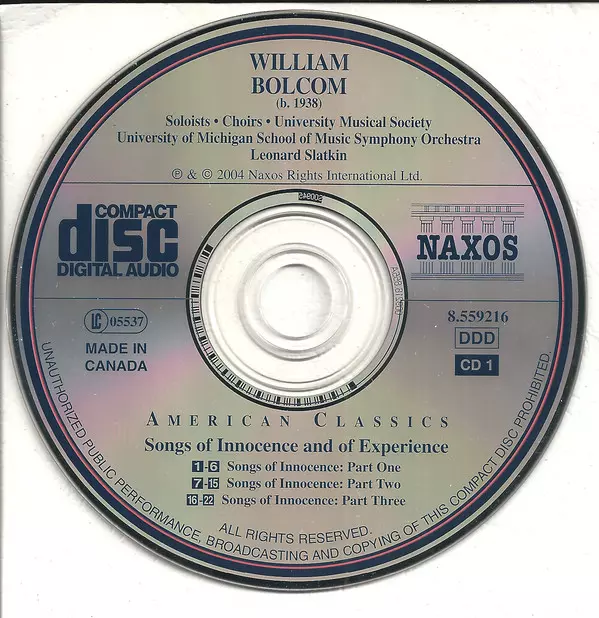 WILLIAM
BOLCOM
(b. 1938)
Soloists • Choirs • University Musical Society
University of Michigan School of Music Symphony Orchestra
Leonard Slatkin
℗ & © 2004 Naxos Rights International Ltd.
COMPACT
disc
DIGITAL AUDIO
NAXOS
LC 05537
MADE IN
CANADA
8.559216
DDD
CD 1
AMERICAN CLASSICS
Songs of Innocence and of Experience
1-6 Songs of Innocence: Part One
7-15 Songs of Innocence: Part Two
16-22 Songs of Innocence: Part Three
ALL RIGHTS RESERVED.
UNAUTHORIZED PUBLIC PERFORMANCE, BROADCASTING AND COPYING OF THIS COMPACT DISC PROHIBITED.